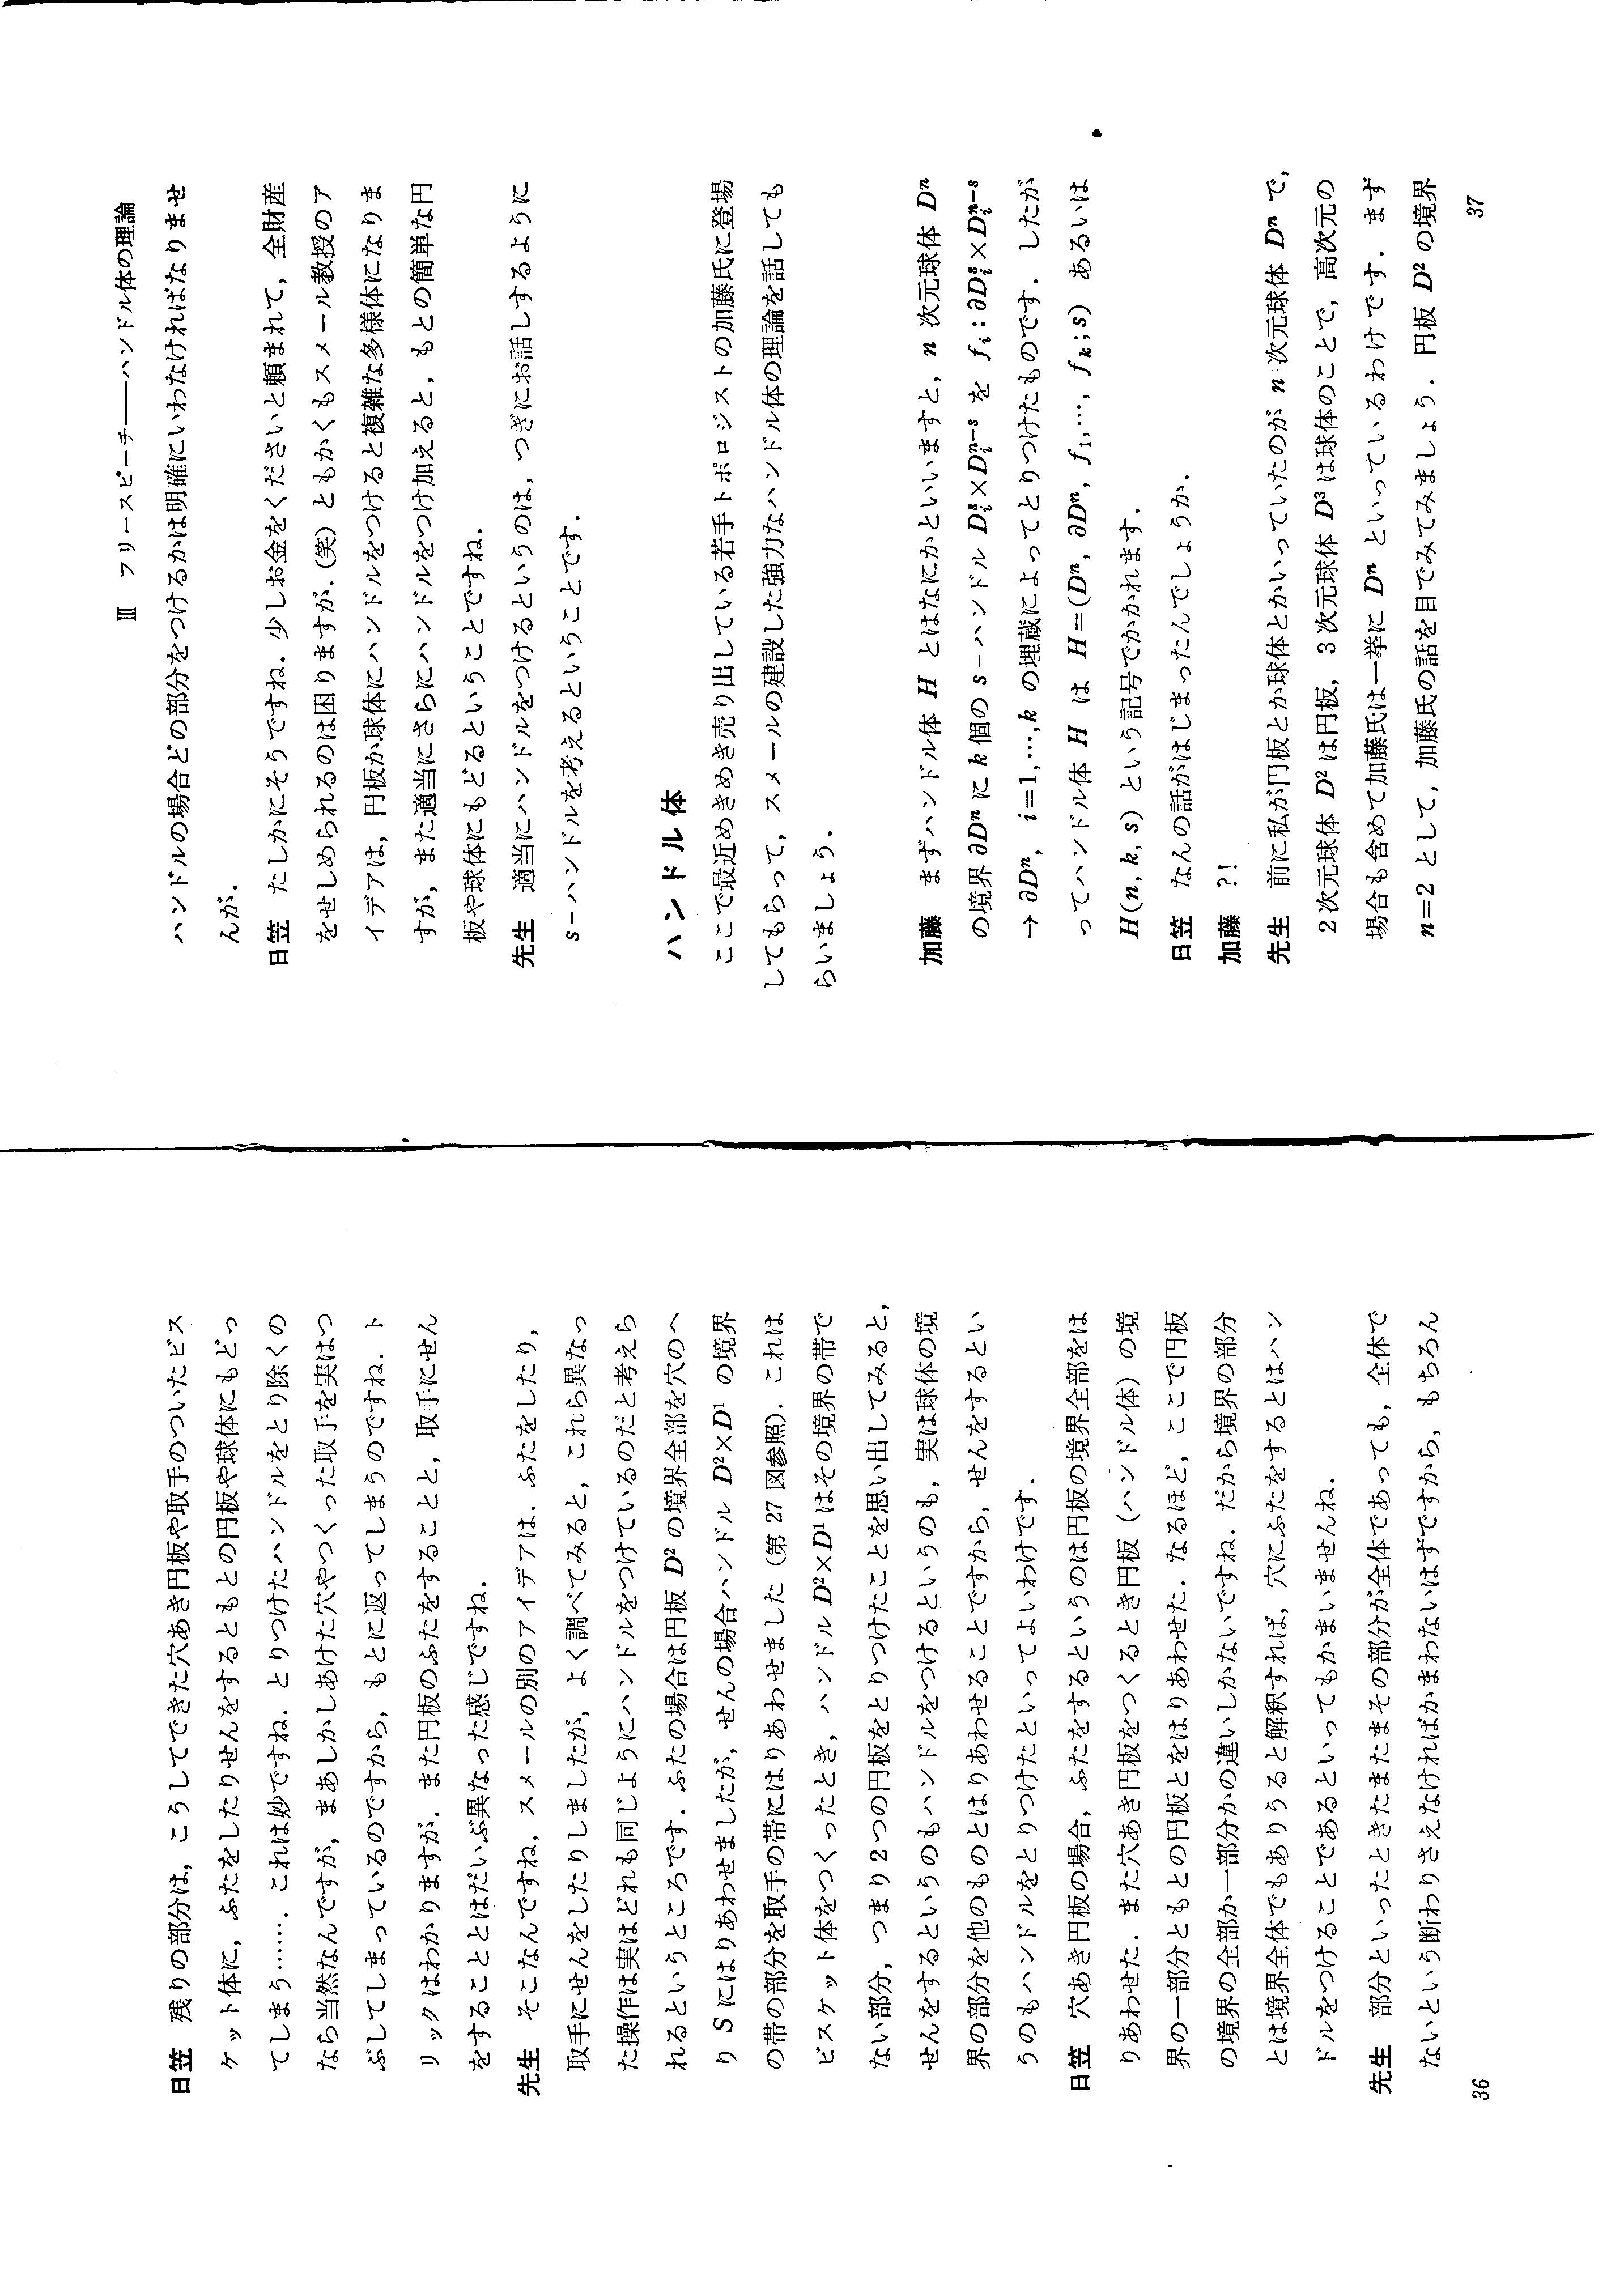 日笠　残りの部分は，こうしてできた穴あき円板や取手のついたビス
ケット体に，ふたをしたりせんをするともとの円板や球体にもどっ
てしまう……．これは妙ですね．とりつけたハンドルをとり除くの
なら当然なんですが，まあしかしあけた穴やつくった取手を実はつ
ぶしてしまっているのですから，もとに返ってしまうのですね．ト
リックはわかりますが．また円板のふたをすることと，取手にせん
をすることとはだいぶ異なった感じですね．
先生　そこなんですね，スメールの別のアイデアは．ふたをしたり，
取手にせんをしたりしましたが，よく調べてみると，これら異なっ
た操作は実はどれも同じようにハンドルをつけているのだと考えら
れるというところです．ふたの場合は円板 D² の境界全部を穴のへ
り S にはりあわせましたが，せんの場合ハンドル D²×D¹ の境界
の帯の部分を取手の帯にはりあわせました（第 27 図参照）．これは
ビスケット体をつくったとき，ハンドル D²×D¹ はその境界の帯で
ない部分，つまり2つの円板をとりつけたことを思い出してみると，
せんをするというのもハンドルをつけるというのも，実は球体の境
界の部分を他のものとはりあわせることですから，せんをするとい
うのもハンドルをとりつけたといってよいわけです．
日笠　穴あき円板の場合，ふたをするというのは円板の境界全部をは
りあわせた．また穴あき円板をつくるとき円板（ハンドル体）の境
界の一部分ともとの円板とをはりあわせた．なるほど，ここで円板
の境界の全部か一部分かの違いしかないですね．だから境界の部分
とは境界全体でもありうると解釈すれば，穴にふたをするとはハン
ドルをつけることであるといってもかまいませんね．
先生　部分といったときたまたまその部分が全体であっても，全体で
ないという断わりさえなければかまわないはずですから，もちろん
36
Ⅲ　フリースピーチ——ハンドル体の理論
ハンドルの場合どの部分をつけるかは明確にいわなければなりませ
んが．
日笠　たしかにそうですね．少しお金をくださいと頼まれて，全財産
をせしめられるのは困りますが．（笑）ともかくもスメール教授のア
イデアは，円板か球体にハンドルをつけると複雑な多様体になりま
すが，また適当にさらにハンドルをつけ加えると，もとの簡単な円
板や球体にもどるということですね．
先生　適当にハンドルをつけるというのは，つぎにお話しするように
s-ハンドルを考えるということです．
ハンドル体
ここで最近めきめき売り出している若手トポロジストの加藤氏に登場
してもらって，スメールの建設した強力なハンドル体の理論を話しても
らいましょう．
加藤　まずハンドル体 H とはなにかといいますと，n 次元球体 Dⁿ
の境界 ∂Dⁿ に k 個の s-ハンドル Dᵢˢ×Dᵢⁿ⁻ˢ を fᵢ：∂Dᵢˢ×Dᵢⁿ⁻ˢ
→∂Dⁿ，i=1,…,k の埋蔵によってとりつけたものです．したが
ってハンドル体 H は H=(Dⁿ, ∂Dⁿ, f₁,…, fₖ; s) あるいは
H(n, k, s) という記号でかかれます．
日笠　なんの話がはじまったんでしょうか．
加藤　?!
先生　前に私が円板とか球体とかいっていたのが n 次元球体 Dⁿ で，
2 次元球体 D² は円板，3 次元球体 D³ は球体のことで，高次元の
場合も含めて加藤氏は一挙に Dⁿ といっているわけです．まず
n=2 として，加藤氏の話を目でみてみましょう．円板 D² の境界
37